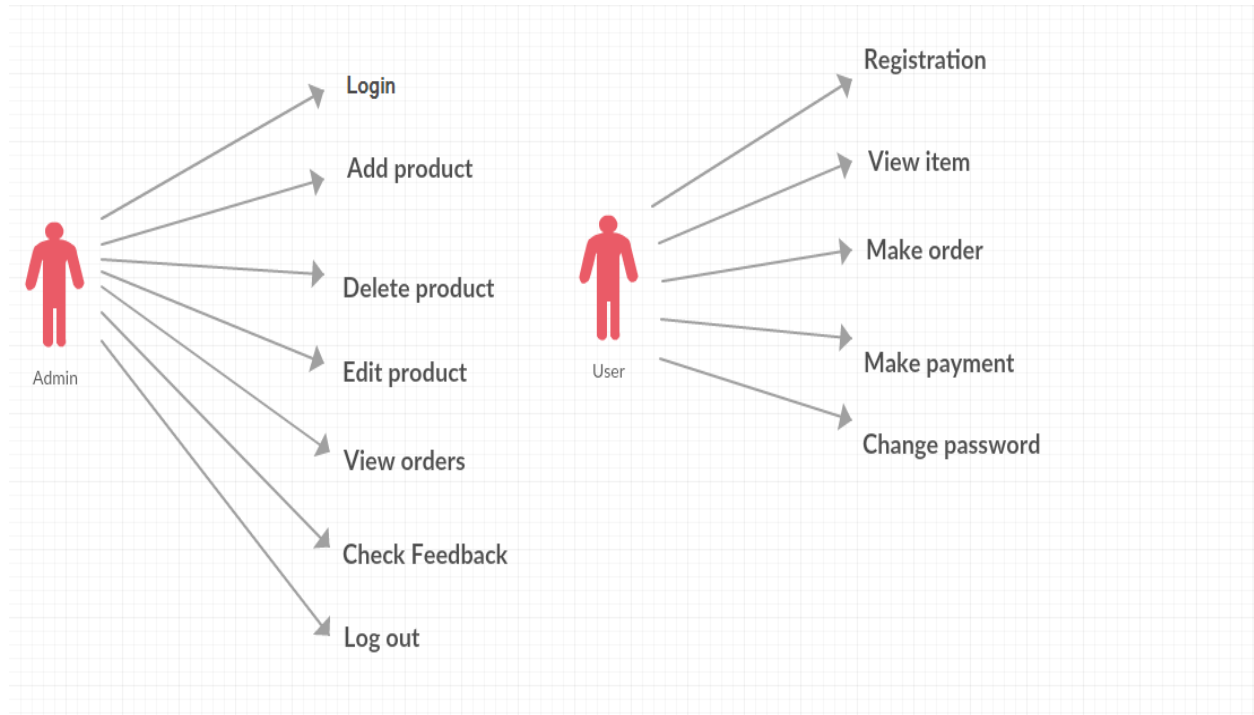 Login
Add product
Delete product
Edit product
View orders
Check Feedback
Log out
Admin
Registration
View item
Make order
Make payment
Change password
User